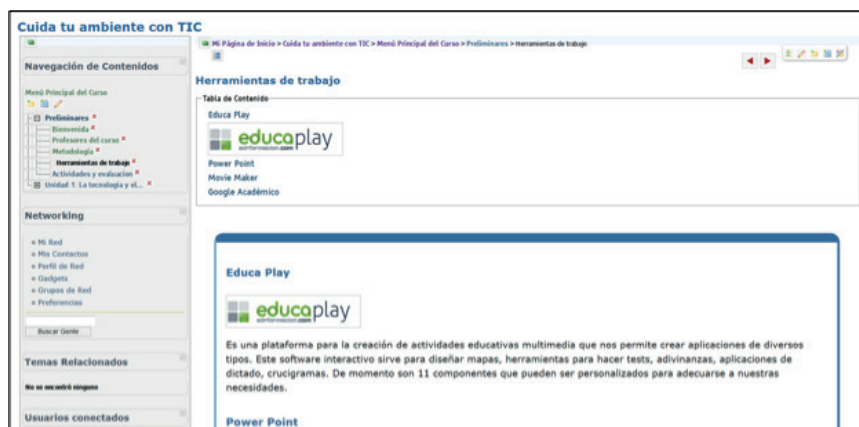 Cuida tu ambiente con TIC
Mi Página de Inicio > Cuida tu ambiente con TIC > Menú Principal del Curso > Preliminares > Herramientas de trabajo
Navegación de Contenidos
Menú Principal del Curso
Preliminares
Bienvenida
Profesores del curso
Metodología
Herramientas de trabajo
Actividades y evaluacion
Unidad 1: La tecnología y el...
Networking
Mi Red
Mis Contactos
Perfil de Red
Gadgets
Grupos de Red
Preferencias
Buscar Gente
Temas Relacionados
No se encontró ninguno
Usuarios conectados
Herramientas de trabajo
Tabla de Contenido
Educa Play
educaplay
Power Point
Movie Maker
Google Académico
Educa Play
educaplay
Es una plataforma para la creación de actividades educativas multimedia que nos permite crear aplicaciones de diversos
tipos. Este software interactivo sirve para diseñar mapas, herramientas para hacer tests, adivinanzas, aplicaciones de
dictado, crucigramas. De momento son 11 componentes que pueden ser personalizados para adecuarse a nuestras
necesidades.
Power Point